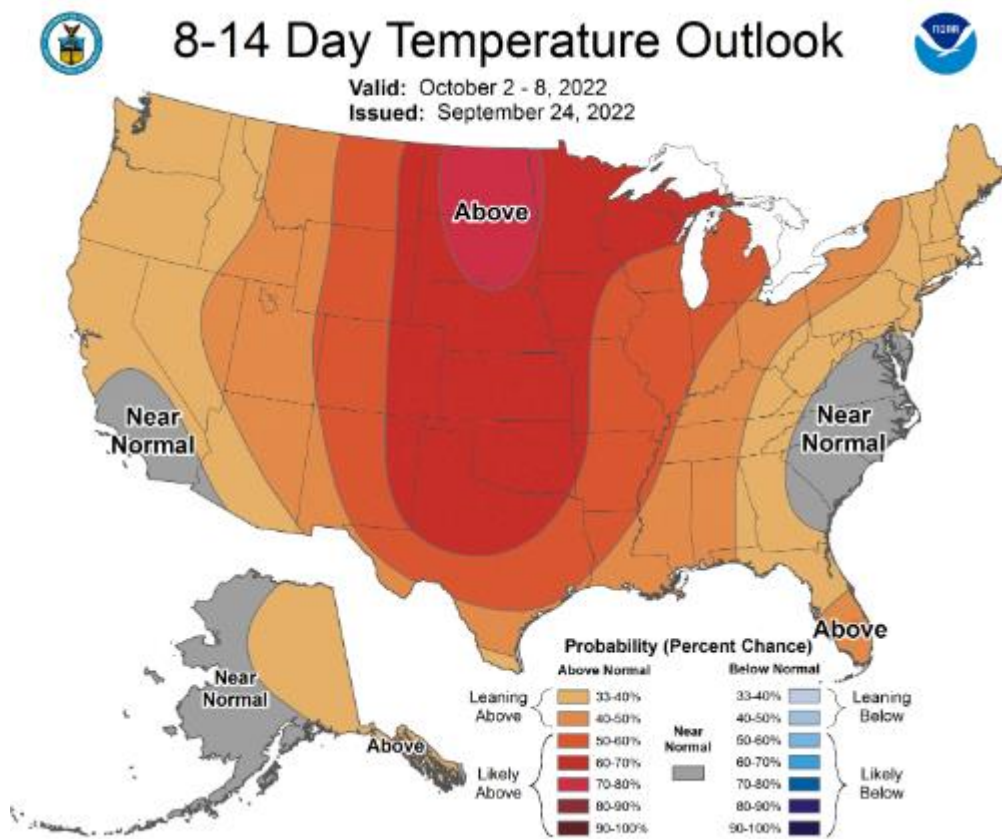 8-14 Day Temperature Outlook
NOAA
Valid: October 2 - 8, 2022
Issued: September 24, 2022
Above
Near
Normal
Near
Normal
Above
Near
Normal
Above
Probability (Percent Chance)
Above Normal
Below Normal
Leaning
Above
33-40%
40-50%
Likely
Above
50-60%
60-70%
70-80%
80-90%
90-100%
Near
Normal
33-40%
40-50%
Leaning
Below
50-60%
60-70%
70-80%
80-90%
90-100%
Likely
Below